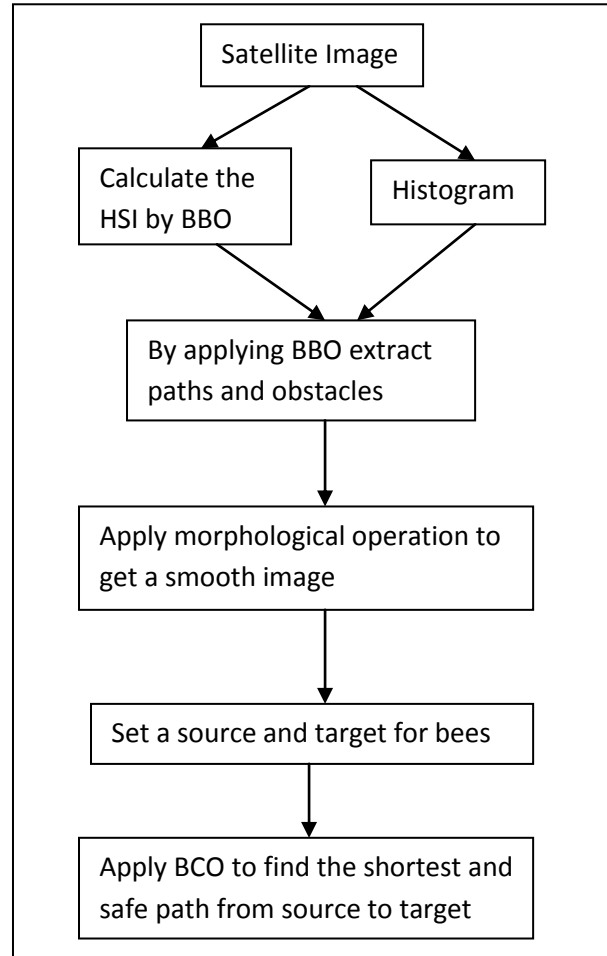 Satellite Image
Calculate the
HSI by BBO
Histogram
By applying BBO extract
paths and obstacles
Apply morphological operation to
get a smooth image
Set a source and target for bees
Apply BCO to find the shortest and
safe path from source to target